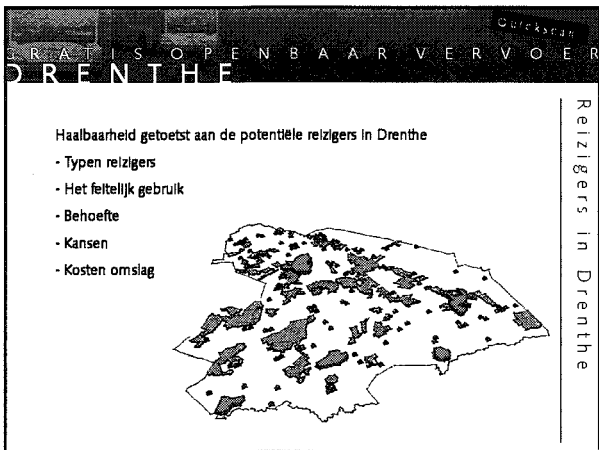 Quickscan
GRATIS OPENBAAR VERVOER
DRENTHE
Haalbaarheid getoetst aan de potentiële reizigers in Drenthe
- Typen reizigers
- Het feitelijk gebruik
- Behoefte
- Kansen
- Kosten omslag
Reizigers in Drenthe